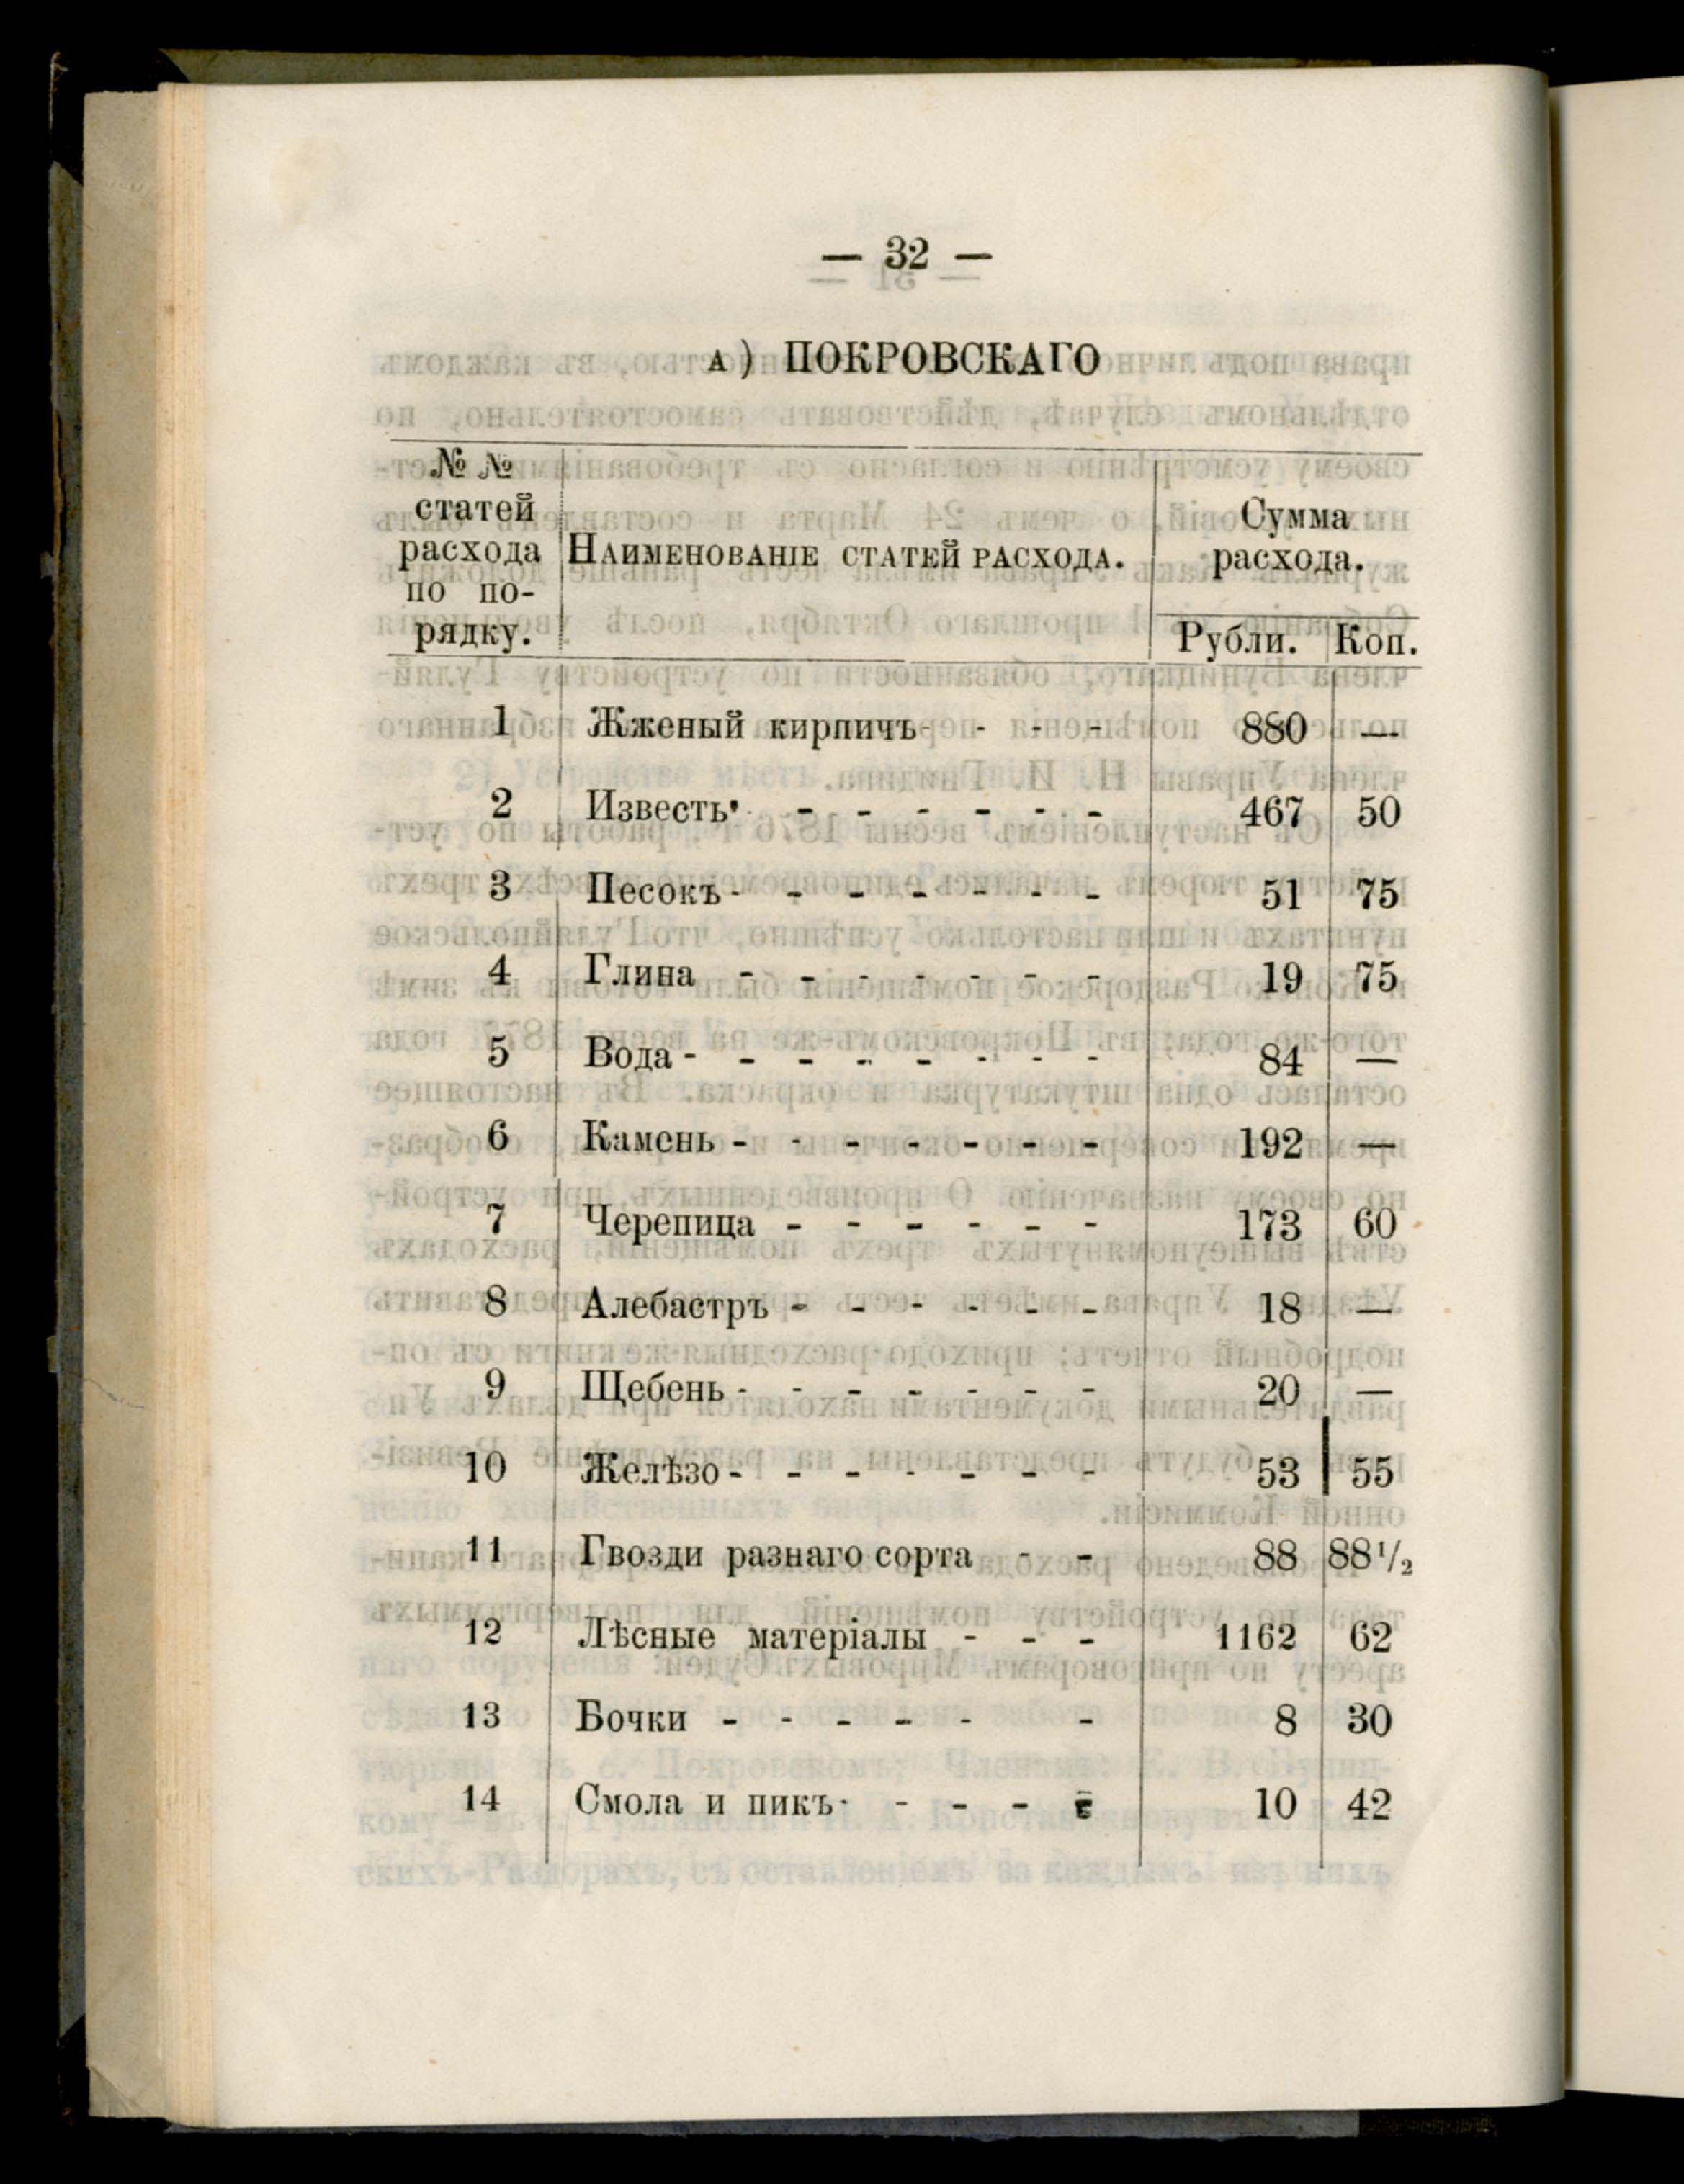 — 32 —
А) ПОКРОВСКАГО
№ №
статей
расхода
по по-
рядку.
Наименованіе статей расхода.
Сумма
расхода.
Рубли. Коп.
1 Жженый кирпичъ - - - - 880 —
2 Известь - - - - - - 467 50
3 Песокъ - - - - - - - 51 75
4 Глина - - - - - - - 19 75
5 Вода - - - - - - - - 84 —
6 Камень - - - - - - - 192 —
7 Черепица - - - - - - 173 60
8 Алебастръ - - - - - - 18 —
9 Щебень - - - - - - - 20 —
10 Желѣзо - - - - - - - 53 55
11 Гвозди разнаго сорта - - 88 88 1/2
12 Лѣсные матеріалы - - - 1162 62
13 Бочки - - - - - - 8 30
14 Смола и пикъ - - - - 10 42